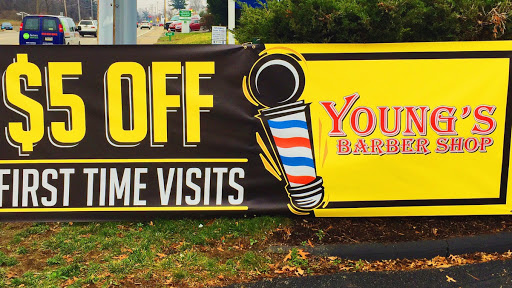 $5 OFF
FIRST TIME VISITS
YOUNG'S
BARBER SHOP